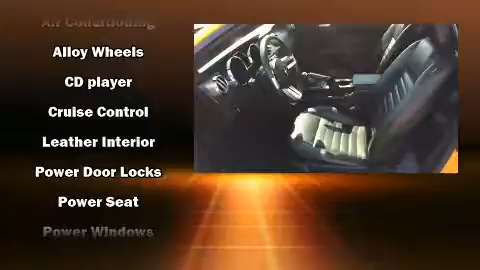 Air Conditioning
Alloy Wheels
CD player
Cruise Control
Leather Interior
Power Door Locks
Power Seat
Power Windows